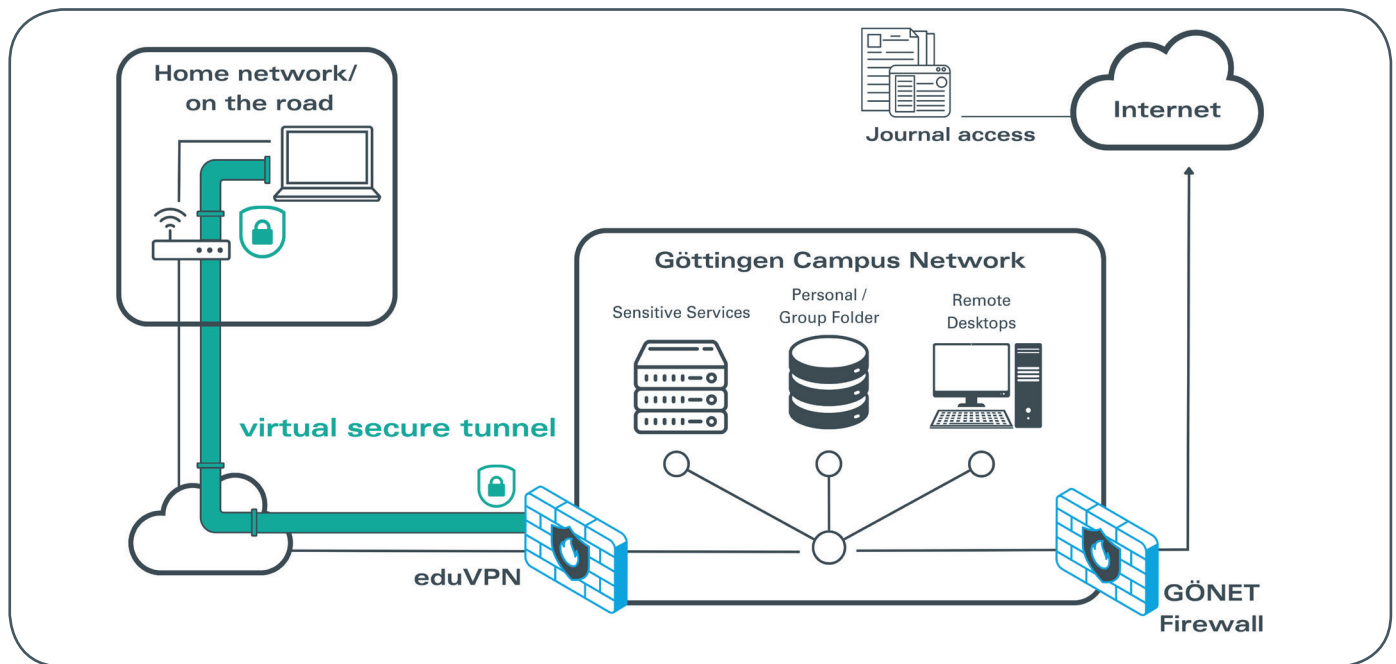 Home network/
on the road
Journal access
Internet
Göttingen Campus Network
Sensitive Services
Personal /
Group Folder
Remote
Desktops
virtual secure tunnel
eduVPN
GÖNET
Firewall